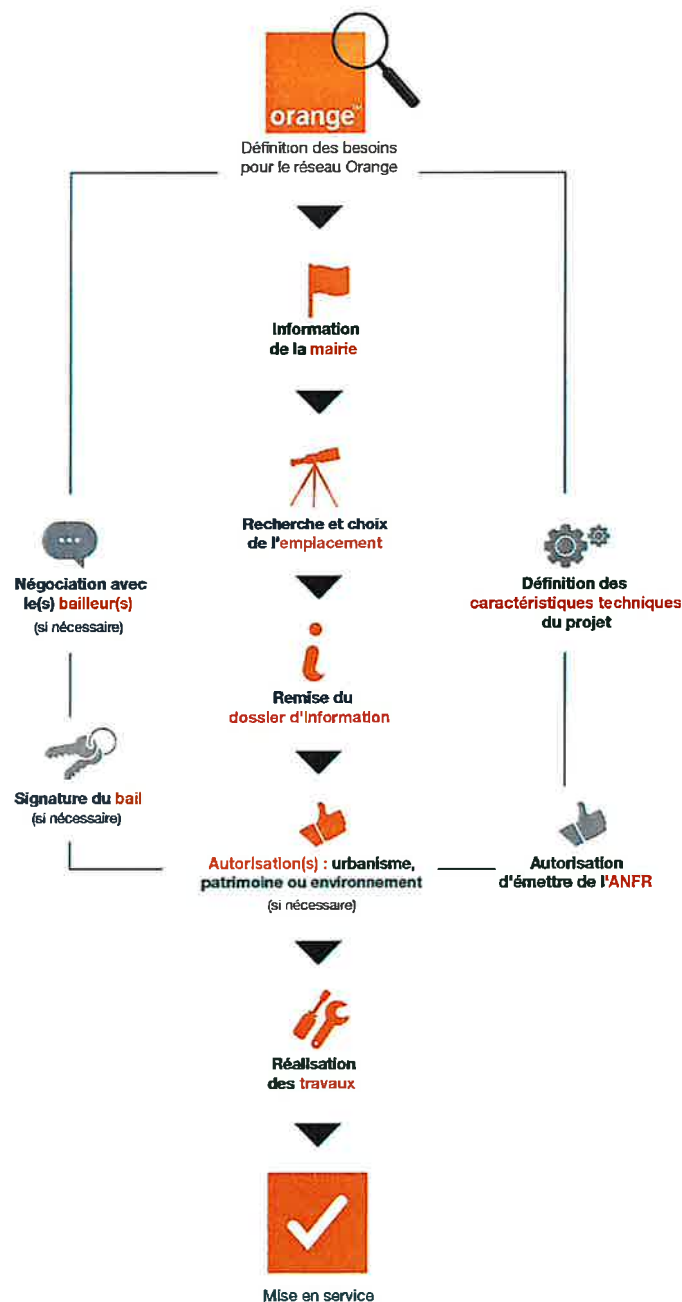 orange™
Définition des besoins
pour le réseau Orange
Information
de la mairie
Recherche et choix
de l'emplacement
Négociation avec
le(s) bailleur(s)
(si nécessaire)
Définition des
caractéristiques techniques
du projet
Remise du
dossier d'information
Signature du bail
(si nécessaire)
Autorisation(s) : urbanisme,
patrimoine ou environnement
(si nécessaire)
Autorisation
d'émettre de l'ANFR
Réalisation
des travaux
Mise en service